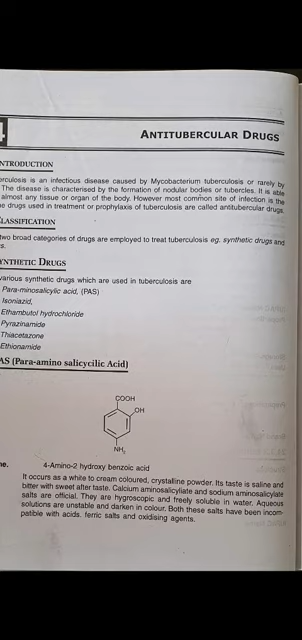 4
ANTITUBERCULAR DRUGS
NTRODUCTION
erculosis is an infectious disease caused by Mycobacterium tuberculosis or rarely by
The disease is characterised by the formation of nodular bodies or tubercles. It is able
almost any tissue or organ of the body. However most common site of infection is the
e drugs used in treatment or prophylaxis of tuberculosis are called antitubercular drugs.
LASSIFICATION
two broad categories of drugs are employed to treat tuberculosis eg. synthetic drugs and
s.
YNTHETIC DRUGS
various synthetic drugs which are used in tuberculosis are
Para-minosalicylic acid, (PAS)
Isoniazid,
Ethambutol hydrochloride
Pyrazinamide
Thiacetazone
Ethionamide
AS (Para-amino salicycilic Acid)
COOH
OH
NH2
ne. 4-Amino-2 hydroxy benzoic acid
It occurs as a white to cream coloured, crystalline powder. Its taste is saline and
bitter with sweet after taste. Calcium aminosalicyliate and sodium aminosalicylate
salts are official. They are hygroscopic and freely soluble in water. Aqueous
solutions are unstable and darken in colour. Both these salts have been incom-
patible with acids, ferric salts and oxidising agents.